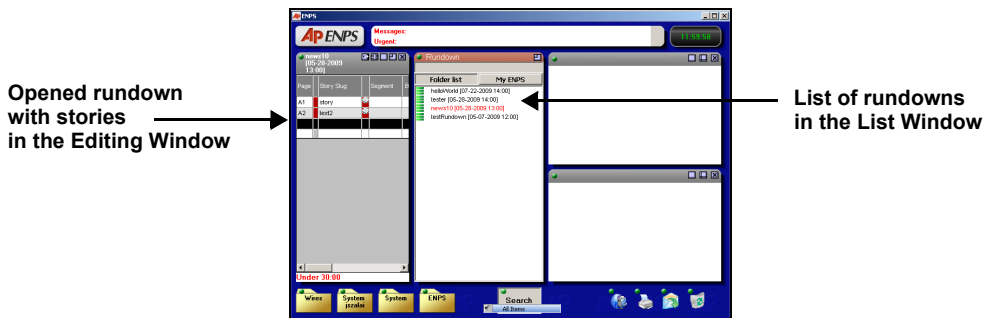 AP ENPS
AP ENPS
Messages:
Urgent:
11:59:58
Opened rundown
with stories
in the Editing Window
news10
[05-28-2009
13:00]
Page Story Slug Segment
A1 story
A2 test2
Under 30:00
Rundown
Folder list My ENPS
helloWorld [07-22-2009 14:00]
tester [05-28-2009 14:00]
news10 [05-28-2009 13:00]
testRundown [05-07-2009 12:00]
List of rundowns
in the List Window
Wires
System
jszalai
System
ENPS
Search
All Items